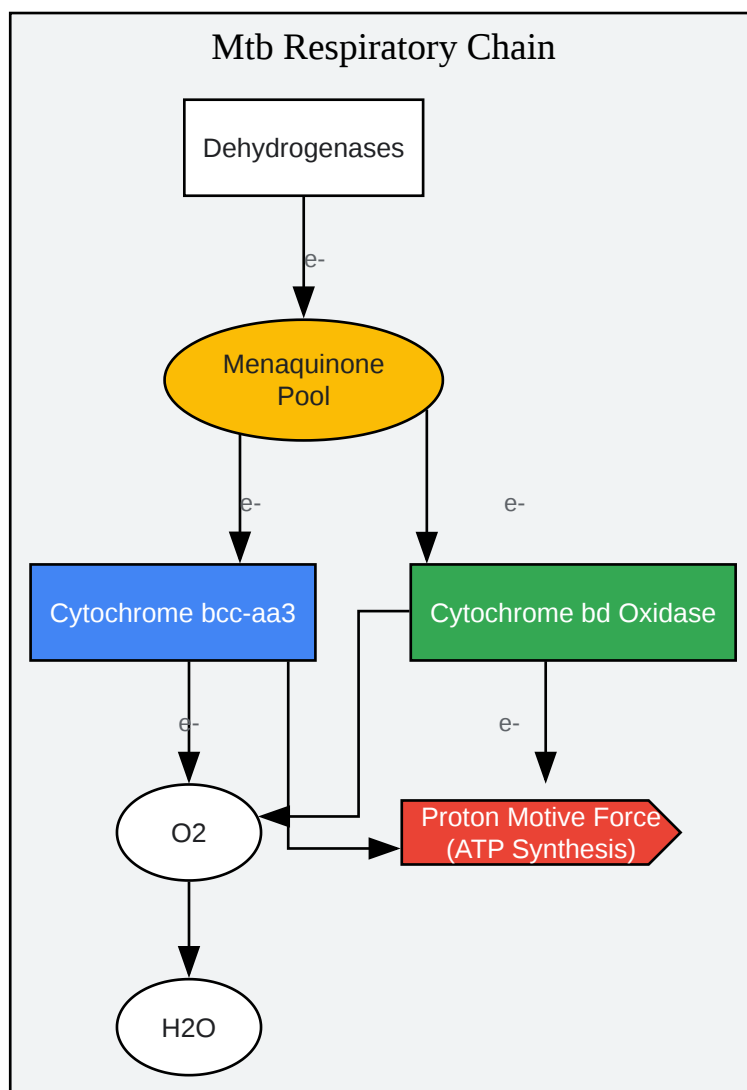 Mtb Respiratory Chain
Dehydrogenases
e-
Menaquinone
Pool
e-
e-
Cytochrome bcc-aa3
Cytochrome bd Oxidase
e-
e-
O2
Proton Motive Force
(ATP Synthesis)
H2O